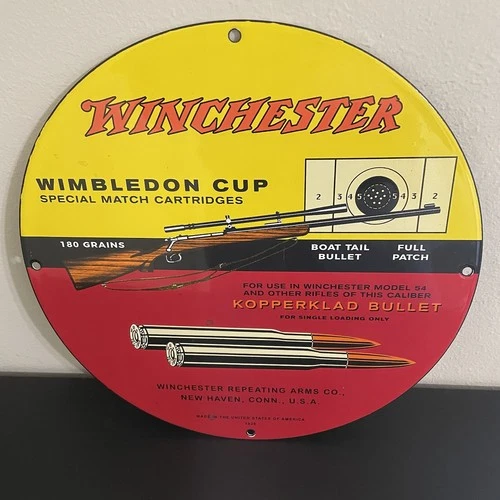 WINCHESTER
WIMBLEDON CUP
SPECIAL MATCH CARTRIDGES
2 3 4 5 5 4 3 2
180 GRAINS
BOAT TAIL BULLET
FULL PATCH
FOR USE IN WINCHESTER MODEL 54
AND OTHER RIFLES OF THIS CALIBER
KOPPERKLAD BULLET
FOR SINGLE LOADING ONLY
WINCHESTER REPEATING ARMS CO.,
NEW HAVEN, CONN., U.S.A.
MADE IN THE UNITED STATES OF AMERICA